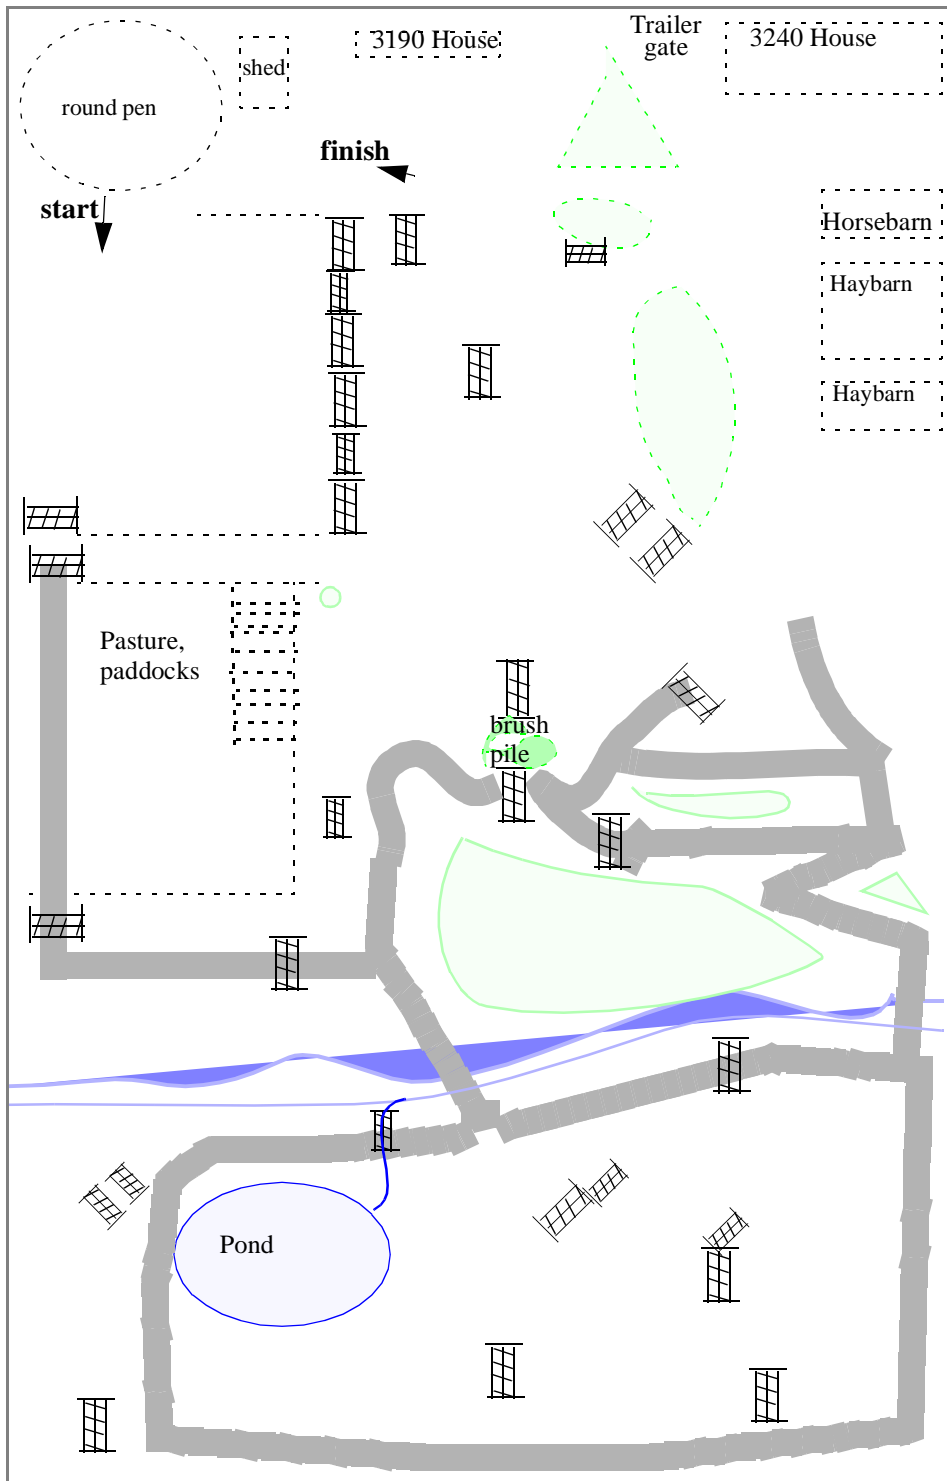 Trailer
gate
3190 House
3240 House
shed
round pen
finish
start
Horsebarn
Haybarn
Haybarn
Pasture,
paddocks
brush
pile
Pond